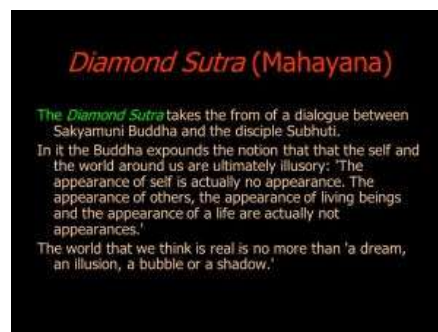 Diamond Sutra (Mahayana)
The Diamond Sutra takes the from of a dialogue between
Sakyamuni Buddha and the disciple Subhuti.
In it the Buddha expounds the notion that that the self and
the world around us are ultimately illusory: 'The
appearance of self is actually no appearance. The
appearance of others, the appearance of living beings
and the appearance of a life are actually not
appearances.'
The world that we think is real is no more than 'a dream,
an illusion, a bubble or a shadow.'